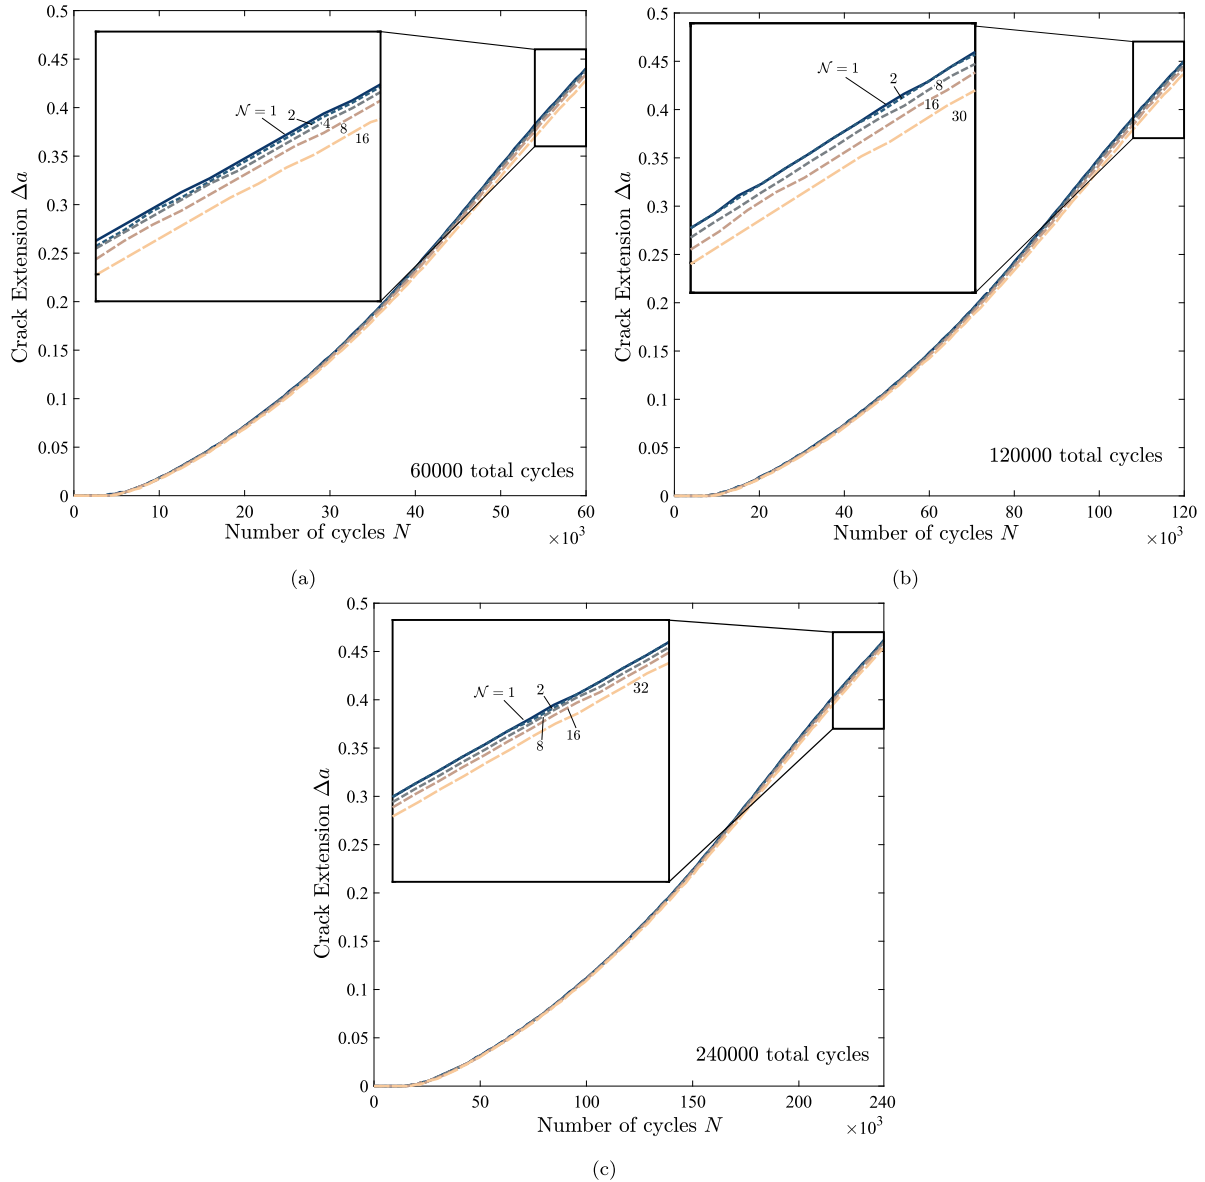 0.5
0.45
0.4
0.35
0.3
0.25
0.2
0.15
0.1
0.05
0
Crack Extension Δa
𝒩 = 1
2
4
8
16
60000 total cycles
0 10 20 30 40 50 60
Number of cycles N
×10³
(a)
0.5
0.45
0.4
0.35
0.3
0.25
0.2
0.15
0.1
0.05
0
Crack Extension Δa
𝒩 = 1
2
8
16
30
120000 total cycles
0 20 40 60 80 100 120
Number of cycles N
×10³
(b)
0.5
0.45
0.4
0.35
0.3
0.25
0.2
0.15
0.1
0.05
0
Crack Extension Δa
𝒩 = 1
2
8
16
32
240000 total cycles
0 50 100 150 200 240
Number of cycles N
×10³
(c)